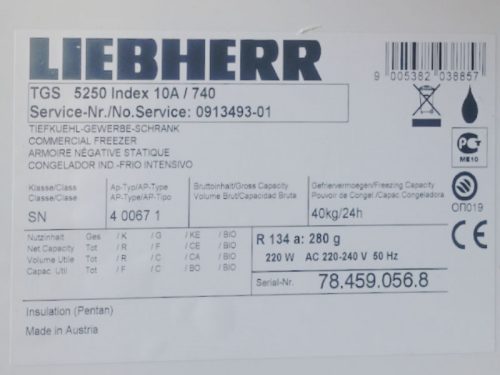 LIEBHERR
TGS 5250 Index 10A / 740
Service-Nr./No.Service: 0913493-01
9 005382 038857
TIEFKUEHL-GEWERBE-SCHRANK
COMMERCIAL FREEZER
ARMOIRE NÉGATIVE STATIQUE
CONGELADOR IND.-FRIO INTENSIVO
ME10
Klasse/Class Ap-Typ/AP-Type Bruttoinhalt/Gross Capacity Gefriervermoegen/Freezing Capacity
Classe/Clase AP-Type/AP-Tipo Volume Brut/Capacidad Bruta Pouvoir de Congel./Cap. Congeladora
SN 4 0067 1 40kg/24h
ОП019
Nutzinhalt Ges / K / G / KE / BIO
Net Capacity Tot / R / F / CE / BIO
Volume Utile Tot / R / C / CA / BIO
Capac. Util Tot / F / C / BO / BIO
R 134 a: 280 g
220 W AC 220-240 V 50 Hz
CE
Serial-Nr. 78.459.056.8
Insulation (Pentan)
Made in Austria